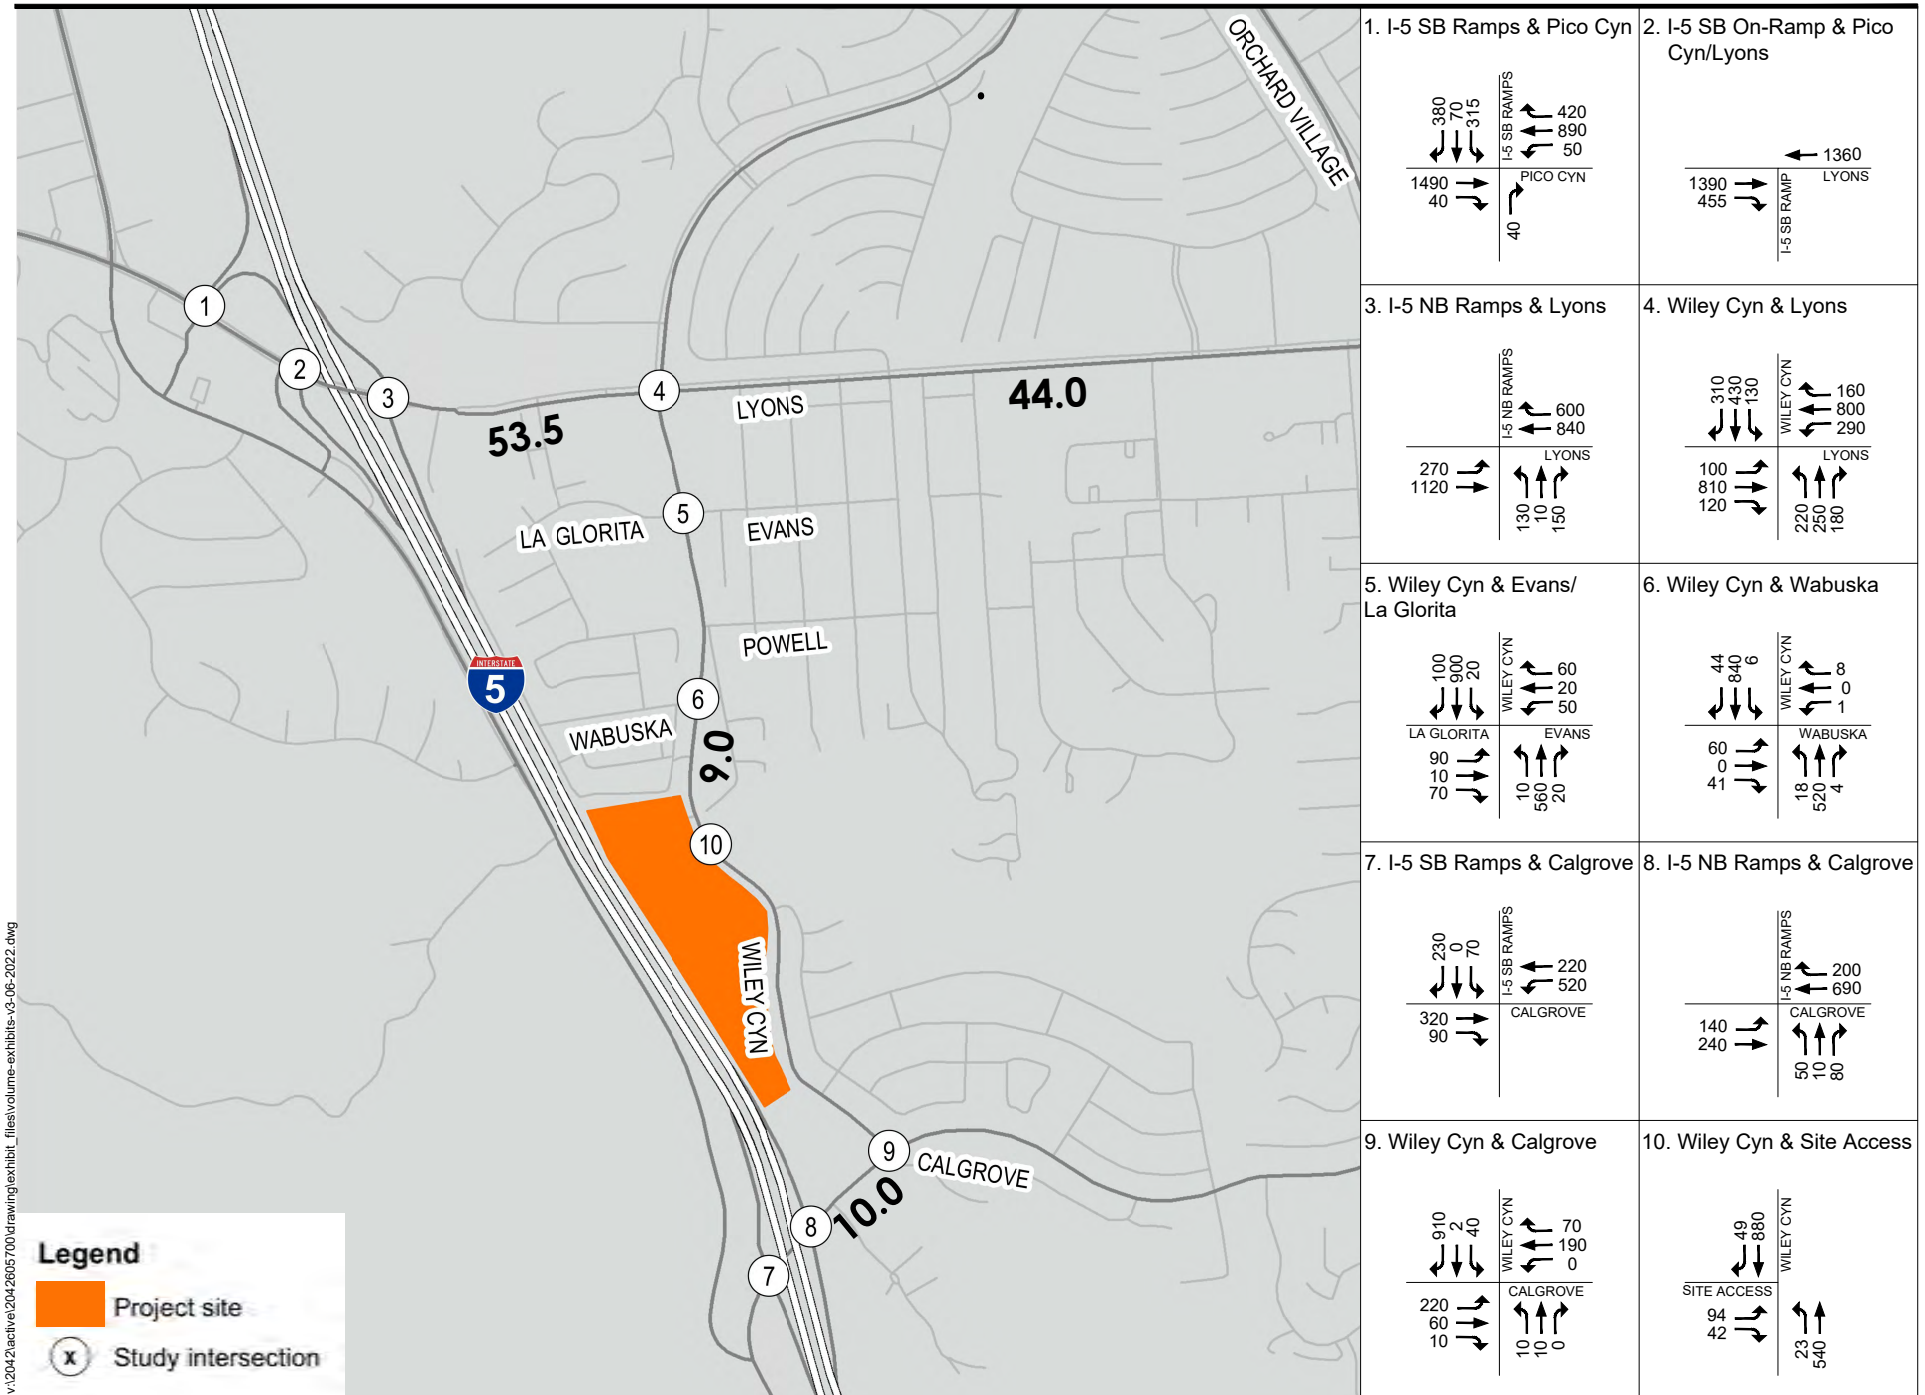 ORCHARD VILLAGE
1
2
3
4
LYONS
44.0
53.5
5
LA GLORITA
EVANS
POWELL
INTERSTATE
5
6
WABUSKA
9.0
10
WILEY CYN
9
CALGROVE
10.0
8
7
Legend
Project site
x
Study intersection
v:\2042\active\2042605700\drawing\exhibit_files\volume-exhibits-v3-06-2022.dwg
1. I-5 SB Ramps & Pico Cyn
380
70
315
I-5 SB RAMPS
420
890
50
PICO CYN
1490
40
40
2. I-5 SB On-Ramp & Pico
Cyn/Lyons
1360
LYONS
1390
455
I-5 SB RAMP
3. I-5 NB Ramps & Lyons
I-5 NB RAMPS
600
840
LYONS
270
1120
130
10
150
4. Wiley Cyn & Lyons
310
430
130
WILEY CYN
160
800
290
LYONS
100
810
120
220
250
180
5. Wiley Cyn & Evans/
La Glorita
100
900
20
WILEY CYN
60
20
50
LA GLORITA
EVANS
90
10
70
10
560
20
6. Wiley Cyn & Wabuska
44
840
6
WILEY CYN
8
0
1
WABUSKA
60
0
41
18
520
4
7. I-5 SB Ramps & Calgrove
230
0
70
I-5 SB RAMPS
220
520
CALGROVE
320
90
8. I-5 NB Ramps & Calgrove
I-5 NB RAMPS
200
690
CALGROVE
140
240
50
10
80
9. Wiley Cyn & Calgrove
910
2
40
WILEY CYN
70
190
0
CALGROVE
220
60
10
10
10
0
10. Wiley Cyn & Site Access
49
880
WILEY CYN
SITE ACCESS
94
42
23
540